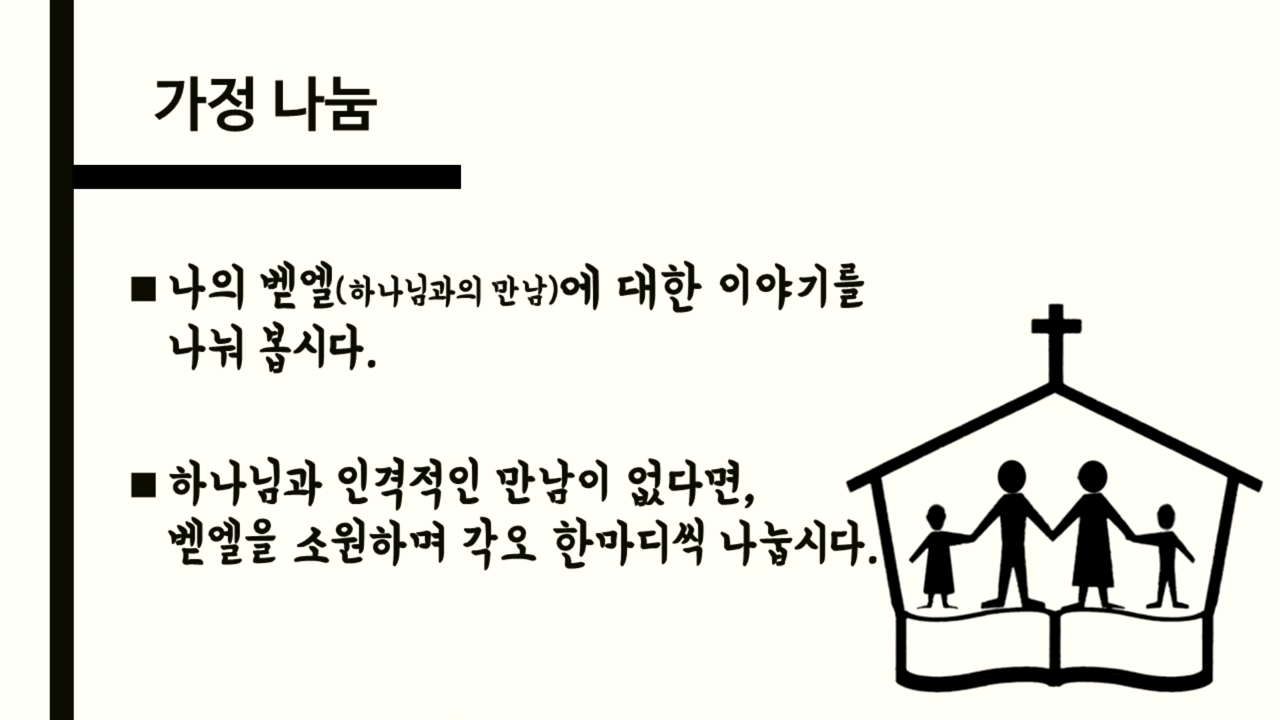 가정 나눔
■ 나의 벧엘(하나님과의 만남)에 대한 이야기를
나눠 봅시다.
■ 하나님과 인격적인 만남이 없다면,
벧엘을 소원하며 각오 한마디씩 나눕시다.